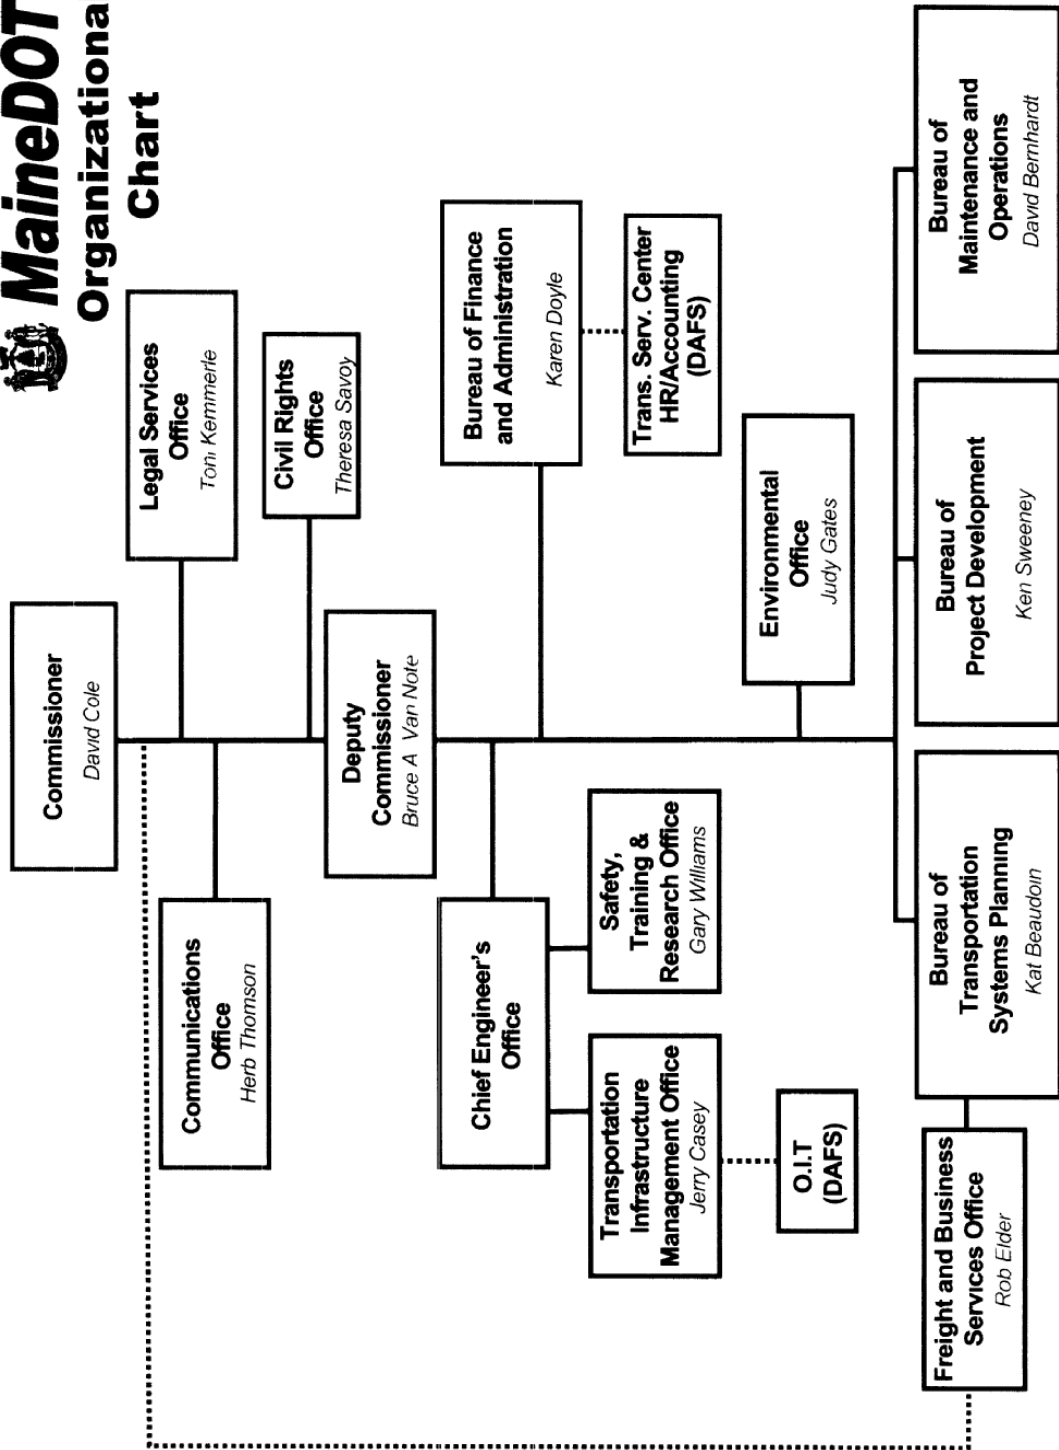 MaineDOT
Organizationa
Chart
Commissioner
David Cole
Legal Services
Office
Toni Kemmerle
Communications
Office
Herb Thomson
Civil Rights
Office
Theresa Savoy
Deputy
Commissioner
Bruce A Van Note
Chief Engineer's
Office
Bureau of Finance
and Administration
Karen Doyle
Transportation
Infrastructure
Management Office
Jerry Casey
Safety,
Training &
Research Office
Gary Williams
Trans. Serv. Center
HR/Accounting
(DAFS)
O.I.T
(DAFS)
Environmental
Office
Judy Gates
Freight and Business
Services Office
Rob Elder
Bureau of
Transportation
Systems Planning
Kat Beaudoin
Bureau of
Project Development
Ken Sweeney
Bureau of
Maintenance and
Operations
David Bernhardt